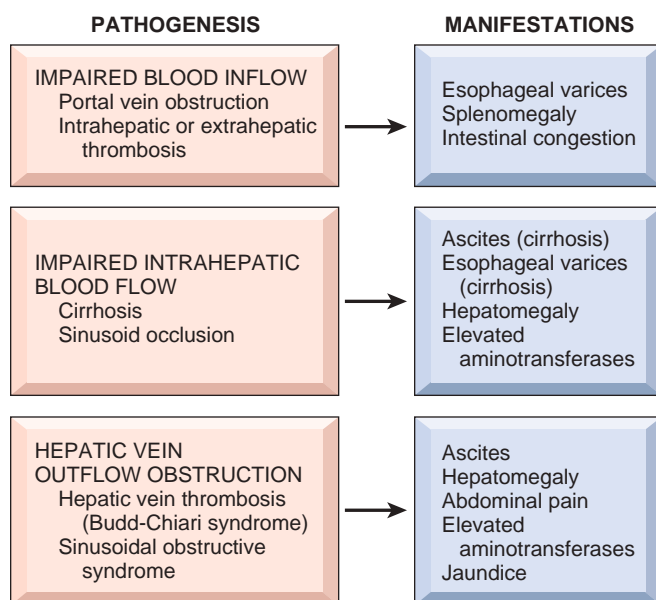 PATHOGENESIS
MANIFESTATIONS
IMPAIRED BLOOD INFLOW
Portal vein obstruction
Intrahepatic or extrahepatic
thrombosis
Esophageal varices
Splenomegaly
Intestinal congestion
IMPAIRED INTRAHEPATIC
BLOOD FLOW
Cirrhosis
Sinusoid occlusion
Ascites (cirrhosis)
Esophageal varices
(cirrhosis)
Hepatomegaly
Elevated
aminotransferases
HEPATIC VEIN
OUTFLOW OBSTRUCTION
Hepatic vein thrombosis
(Budd-Chiari syndrome)
Sinusoidal obstructive
syndrome
Ascites
Hepatomegaly
Abdominal pain
Elevated
aminotransferases
Jaundice